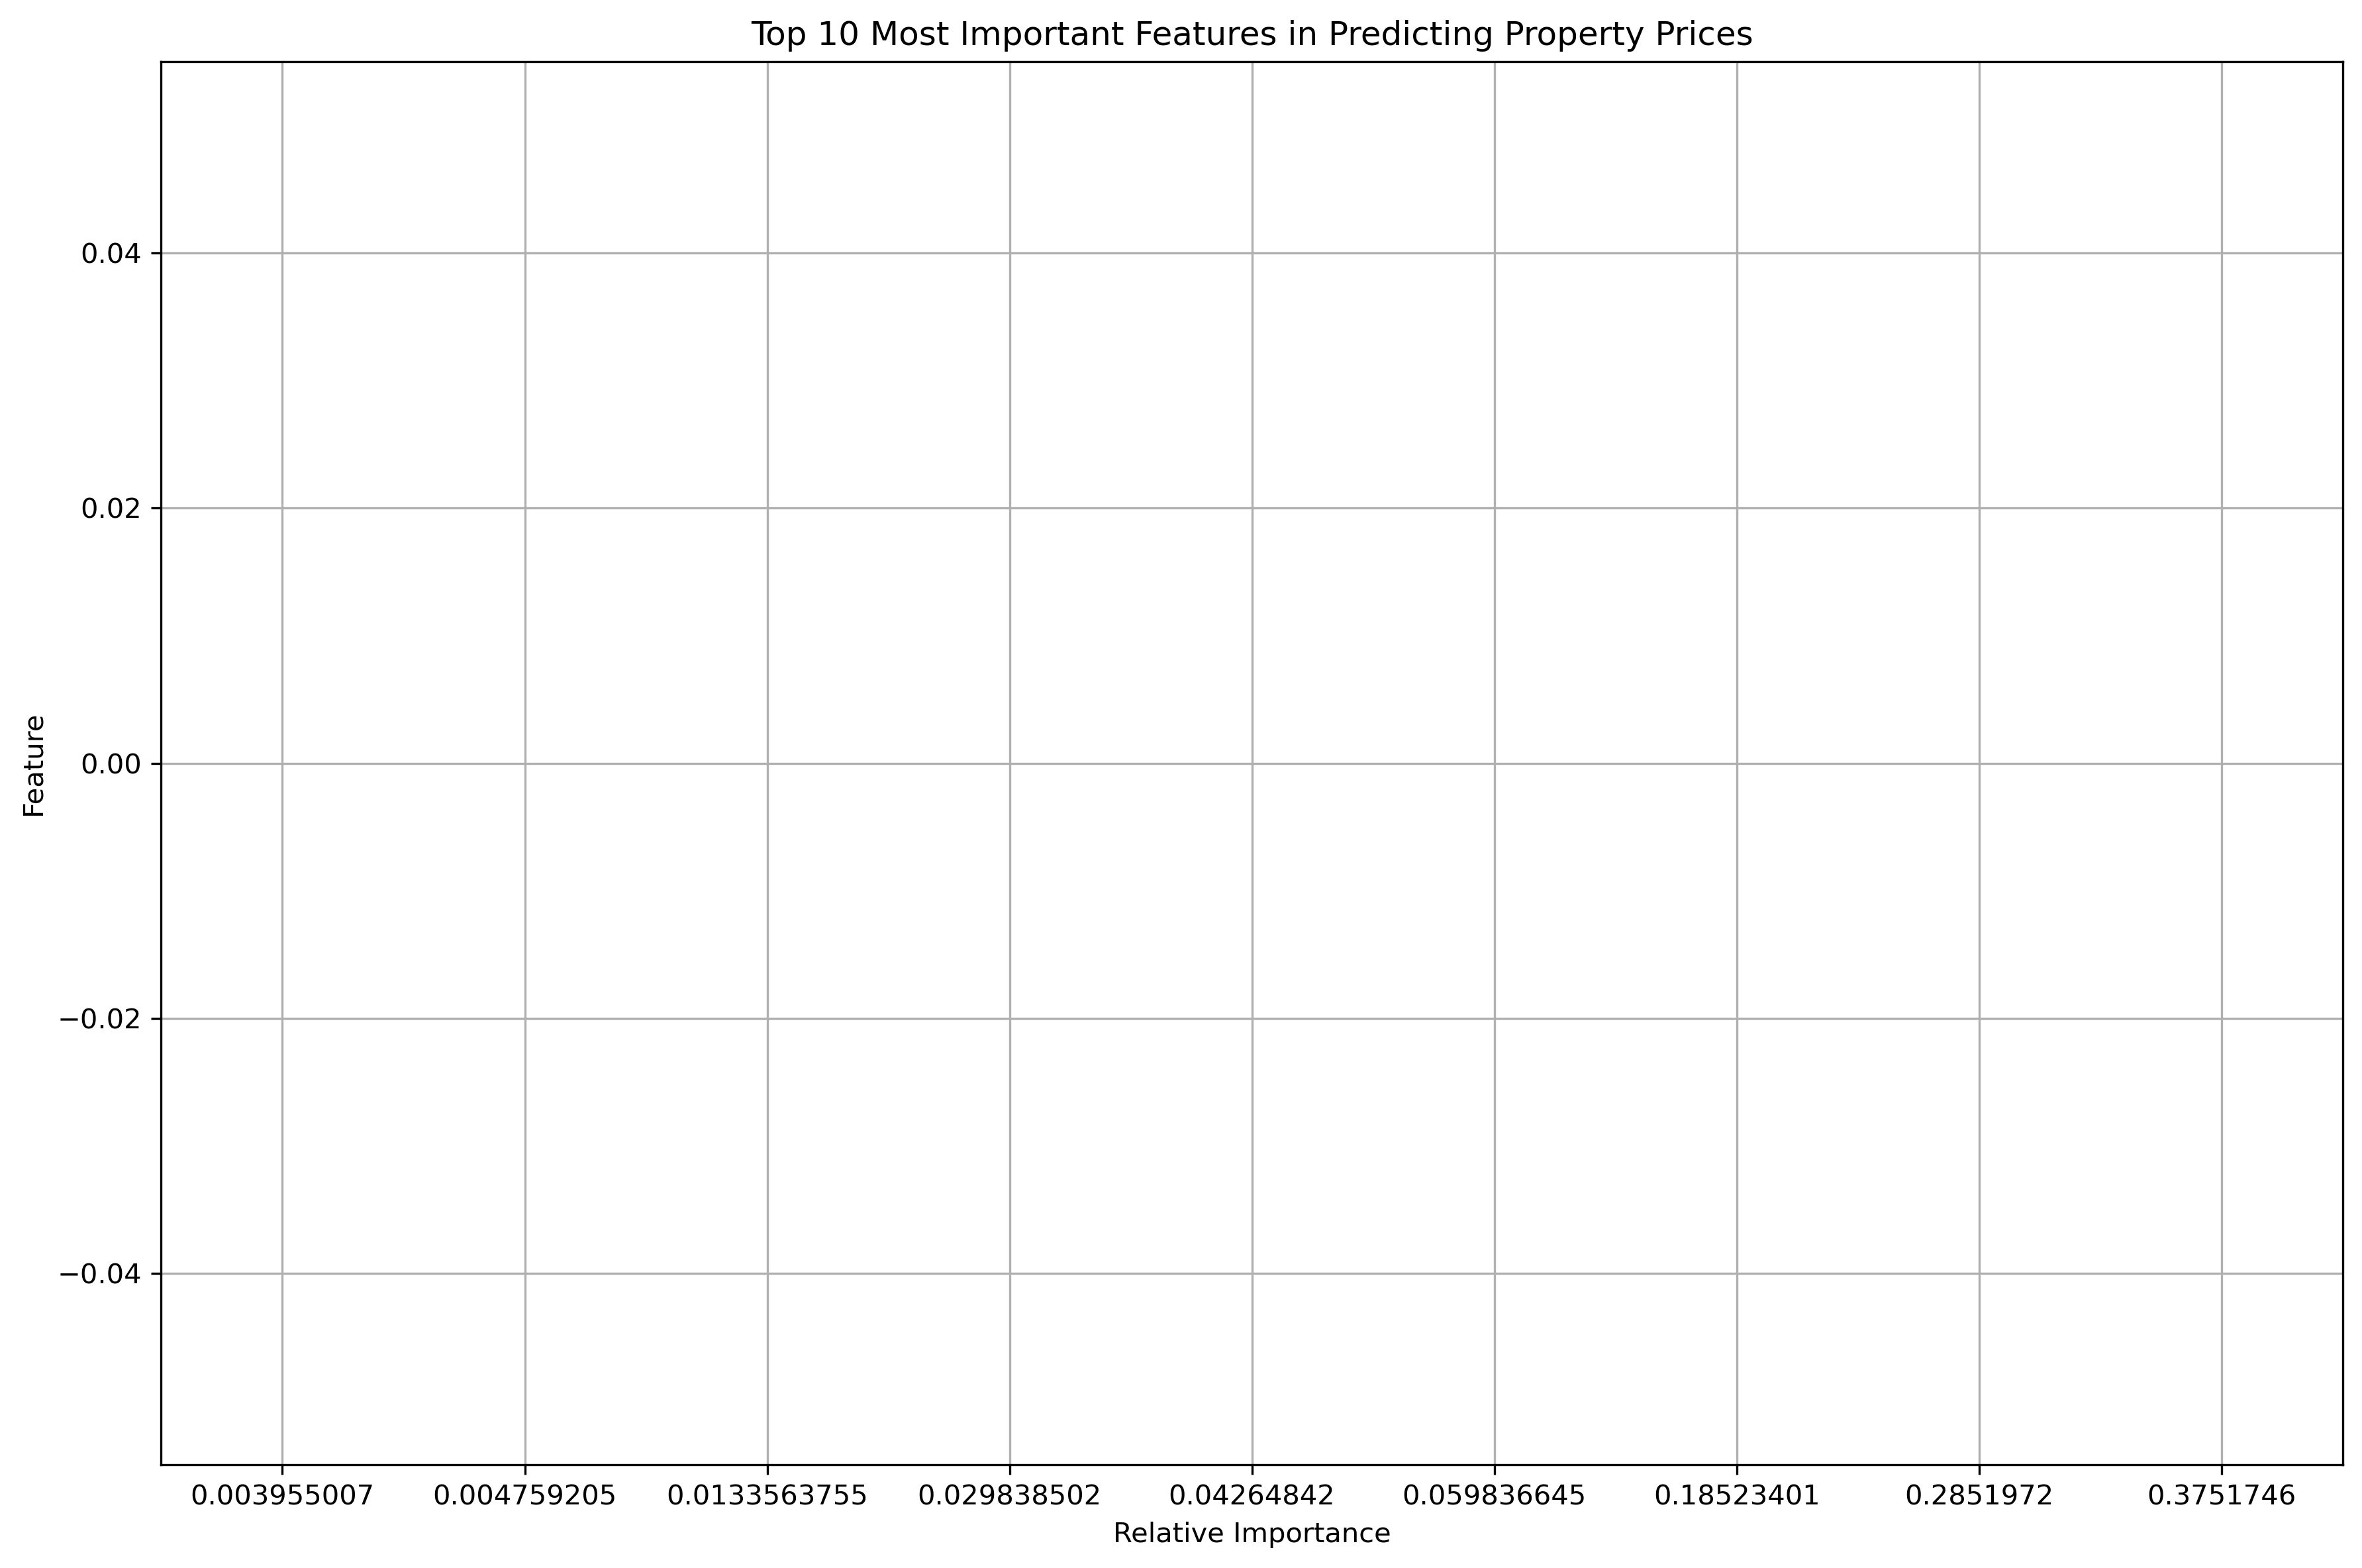 Top 10 Most Important Features in Predicting Property Prices
Feature
0.04
0.02
0.00
−0.02
−0.04
0.003955007 0.004759205 0.0133563755 0.029838502 0.04264842 0.059836645 0.18523401 0.2851972 0.3751746
Relative Importance